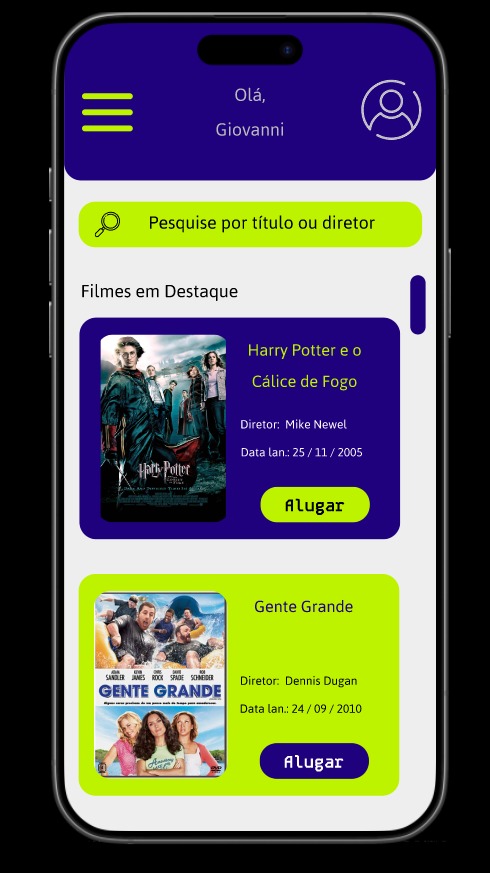 Olá,
Giovanni
Pesquise por título ou diretor
Filmes em Destaque
Harry Potter e o
Cálice de Fogo
Diretor: Mike Newel
Data lan.: 25 / 11 / 2005
Harry Potter
Alugar
Gente Grande
ADAM SANDLER KEVIN JAMES CHRIS ROCK DAVID SPADE ROB SCHNEIDER
GENTE GRANDE
Diretor: Dennis Dugan
Data lan.: 24 / 09 / 2010
Alugar